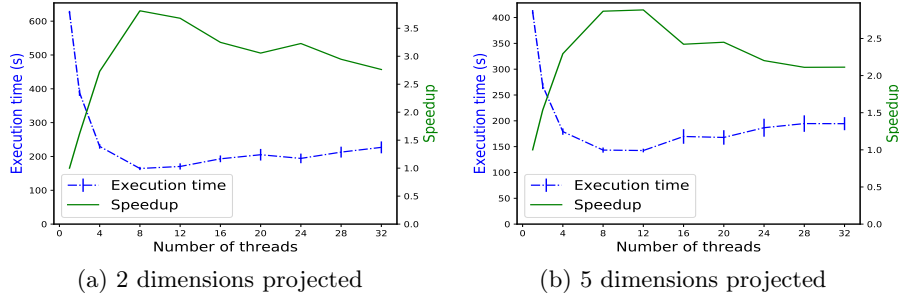 600
500
400
300
200
100
0
Execution time (s)
3.5
3.0
2.5
2.0
1.5
1.0
0.5
0.0
Speedup
Execution time
Speedup
0 4 8 12 16 20 24 28 32
Number of threads
(a) 2 dimensions projected
400
350
300
250
200
150
100
50
0
Execution time (s)
2.5
2.0
1.5
1.0
0.5
0.0
Speedup
Execution time
Speedup
0 4 8 12 16 20 24 28 32
Number of threads
(b) 5 dimensions projected